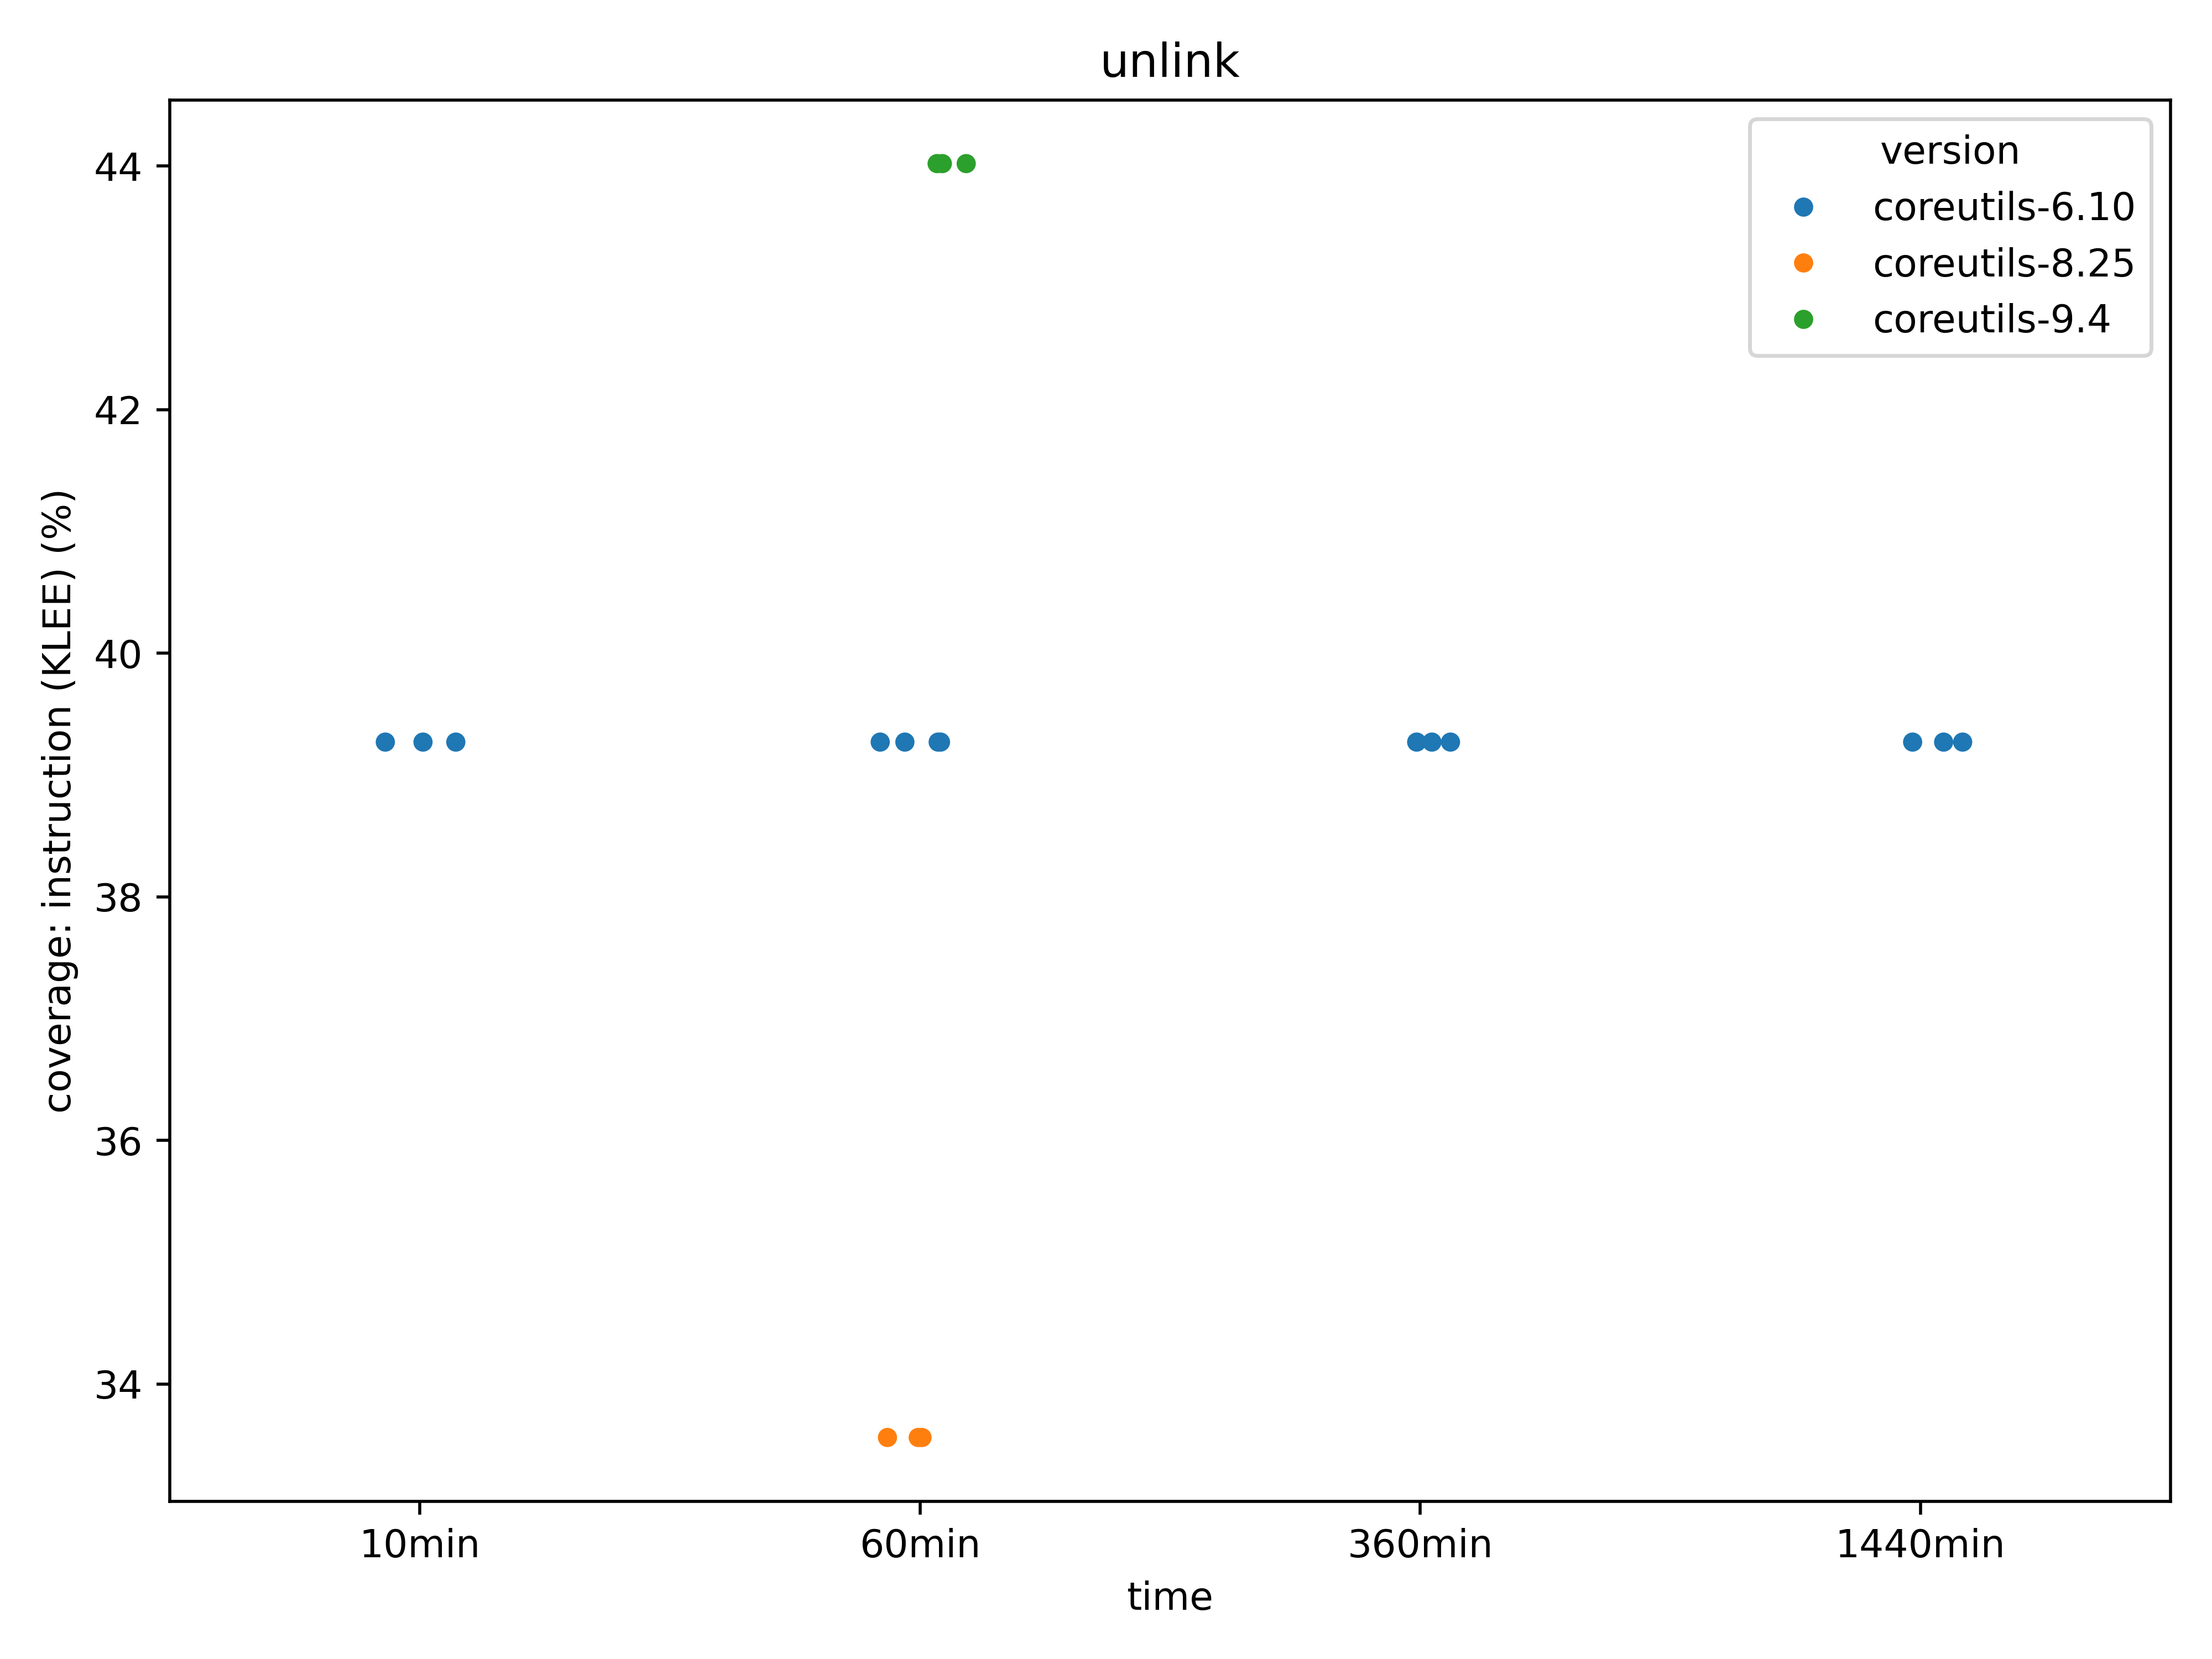 unlink
version
coreutils-6.10
coreutils-8.25
coreutils-9.4
coverage: instruction (KLEE) (%)
44
42
40
38
36
34
10min 60min 360min 1440min
time